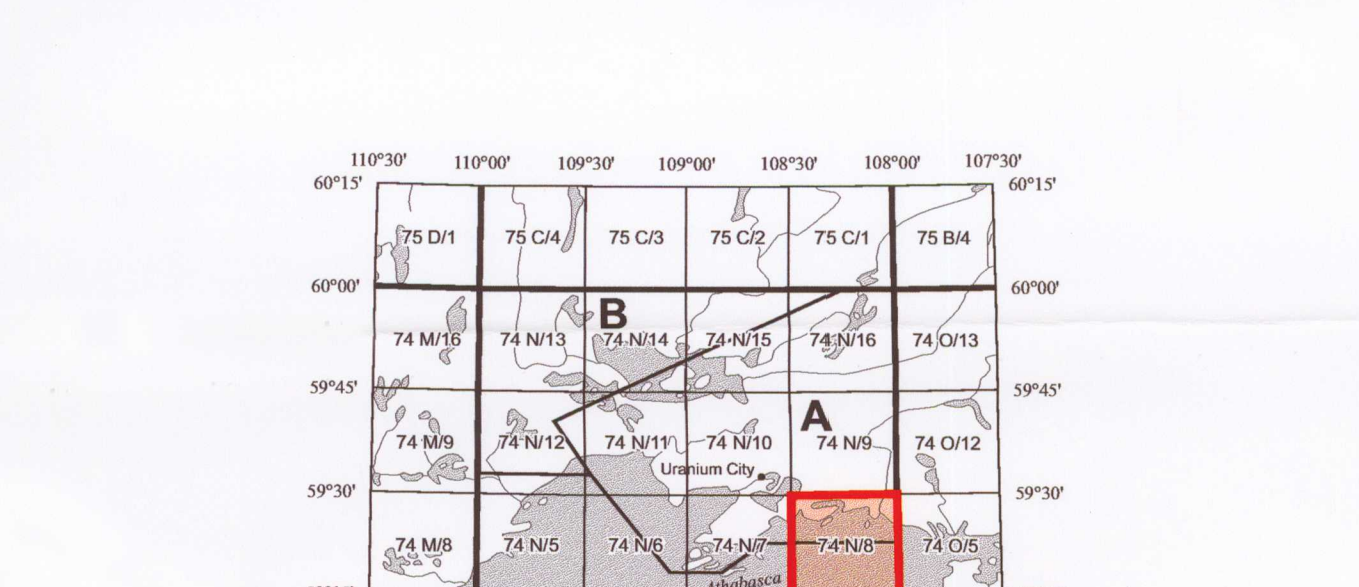 110°30' 110°00' 109°30' 109°00' 108°30' 108°00' 107°30'
60°15' 60°15'
75 D/1 75 C/4 75 C/3 75 C/2 75 C/1 75 B/4
60°00' 60°00'
B
74 M/16 74 N/13 74 N/14 74 N/15 74 N/16 74 O/13
59°45' 59°45'
A
74 M/9 74 N/12 74 N/11 74 N/10 74 N/9 74 O/12
Uranium City
59°30' 59°30'
74 M/8 74 N/5 74 N/6 74 N/7 74 N/8 74 O/5
Athabasca